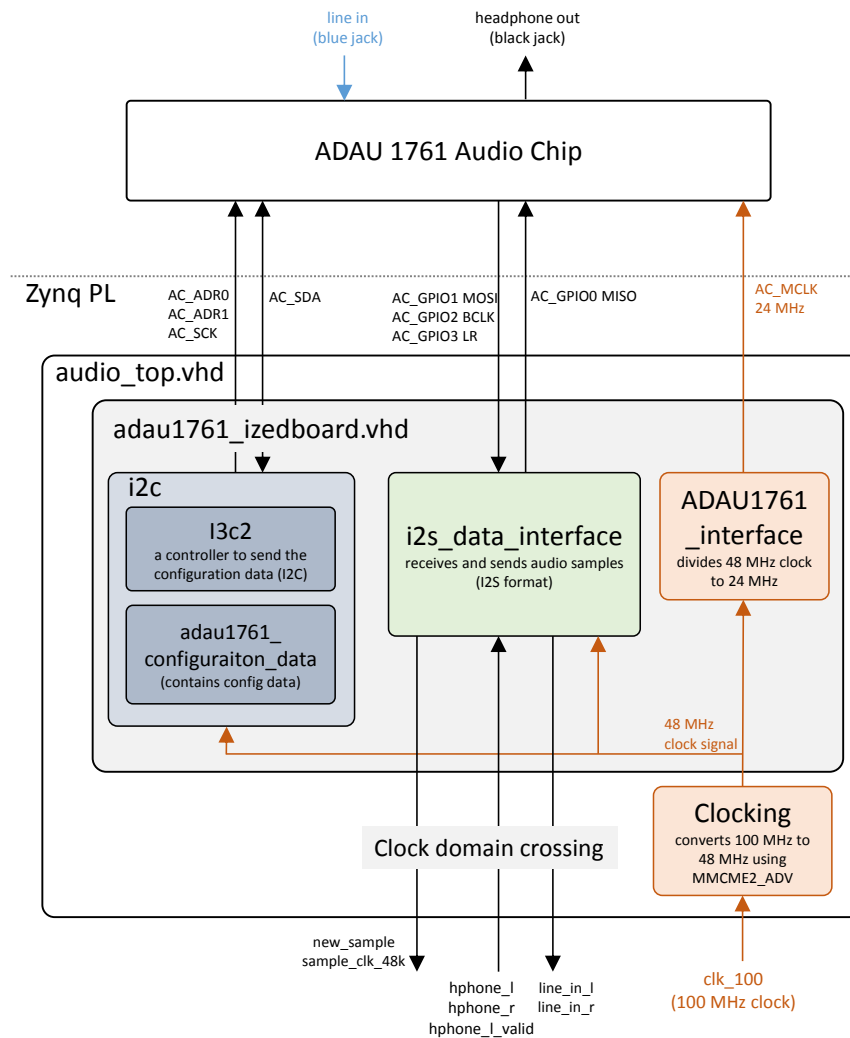 line in
(blue jack)
headphone out
(black jack)
ADAU 1761 Audio Chip
Zynq PL
AC_ADR0
AC_ADR1
AC_SCK
AC_SDA
AC_GPIO1 MOSI
AC_GPIO2 BCLK
AC_GPIO3 LR
AC_GPIO0 MISO
AC_MCLK
24 MHz
audio_top.vhd
adau1761_izedboard.vhd
i2c
I3c2
a controller to send the
configuration data (I2C)
adau1761_
configuraiton_data
(contains config data)
i2s_data_interface
receives and sends audio samples
(I2S format)
ADAU1761
_interface
divides 48 MHz clock
to 24 MHz
48 MHz
clock signal
Clocking
converts 100 MHz to
48 MHz using
MMCME2_ADV
Clock domain crossing
new_sample
sample_clk_48k
hphone_l
hphone_r
hphone_l_valid
line_in_l
line_in_r
clk_100
(100 MHz clock)